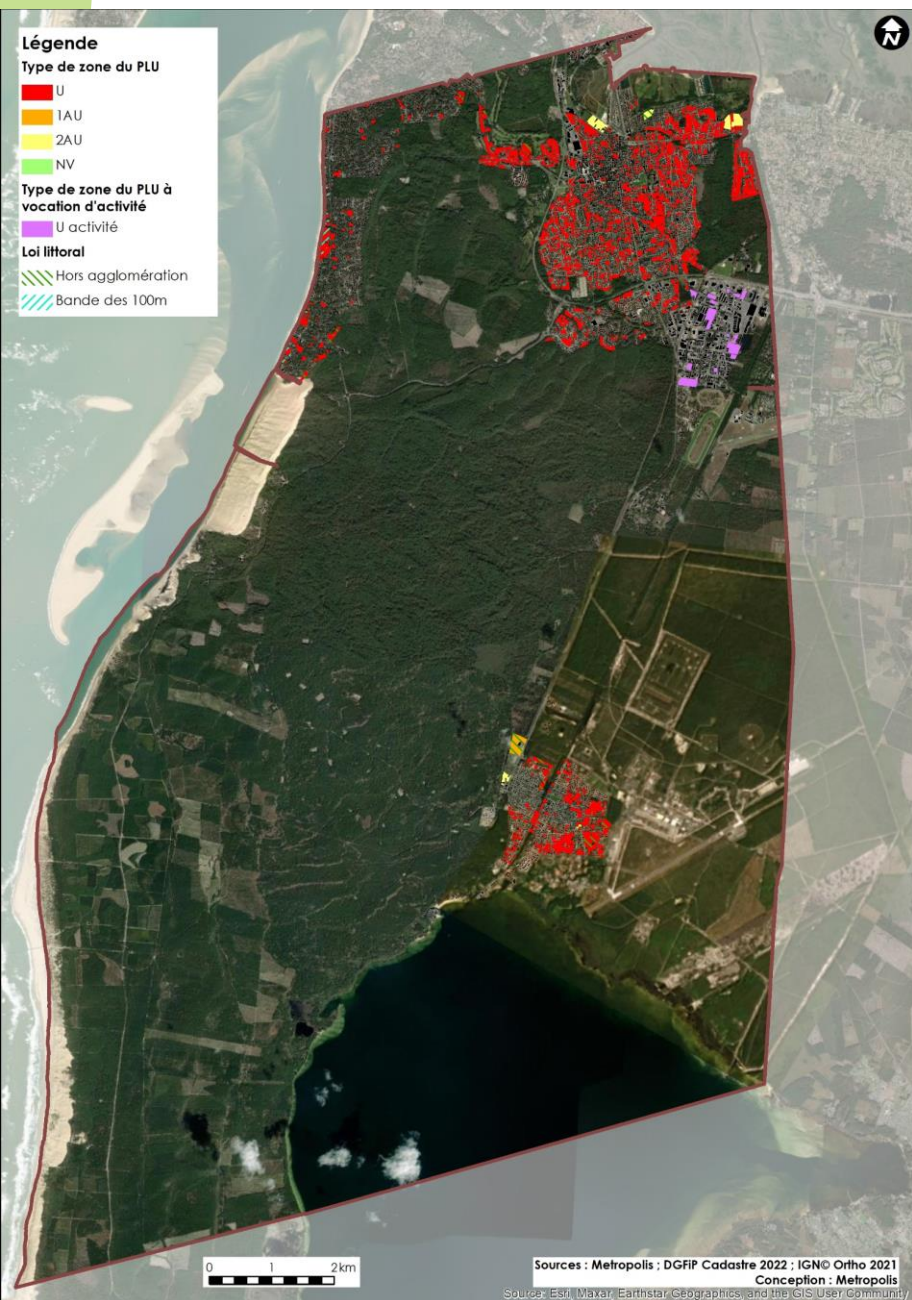 N
Légende
Type de zone du PLU
U
1AU
2AU
NV
Type de zone du PLU à
vocation d'activité
U activité
Loi littoral
Hors agglomération
Bande des 100m
0 1 2km
Sources : Metropolis ; DGFiP Cadastre 2022 ; IGN© Ortho 2021
Conception : Metropolis
Source: Esri, Maxar, Earthstar Geographics, and the GIS User Community